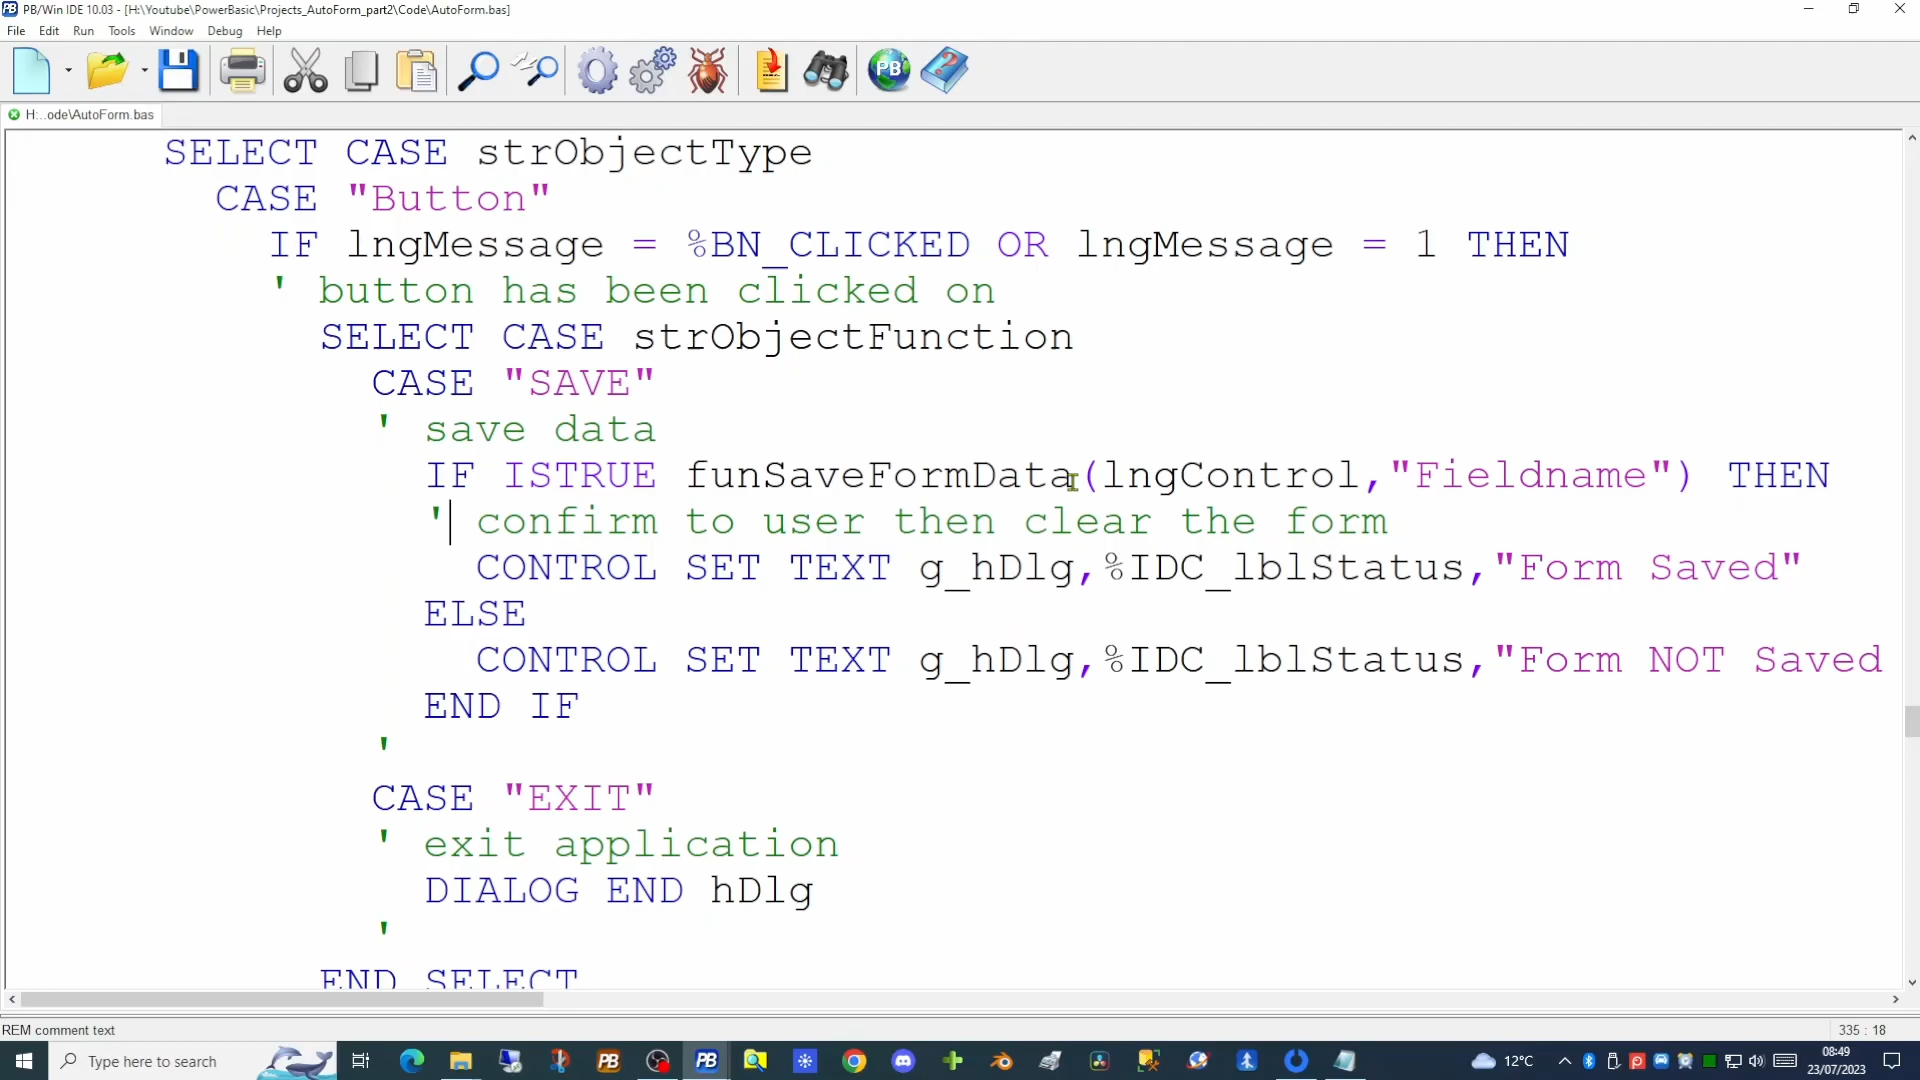 PB/Win IDE 10.03 - [H:\Youtube\PowerBasic\Projects_AutoForm_part2\Code\AutoForm.bas]
File Edit Run Tools Window Debug Help
H:..ode\AutoForm.bas
SELECT CASE strObjectType
CASE "Button"
IF lngMessage = %BN_CLICKED OR lngMessage = 1 THEN
' button has been clicked on
SELECT CASE strObjectFunction
CASE "SAVE"
' save data
IF ISTRUE funSaveFormData(lngControl,"Fieldname") THEN
' confirm to user then clear the form
CONTROL SET TEXT g_hDlg,%IDC_lblStatus,"Form Saved"
ELSE
CONTROL SET TEXT g_hDlg,%IDC_lblStatus,"Form NOT Saved
END IF
'
CASE "EXIT"
' exit application
DIALOG END hDlg
'
END SELECT
REM comment text
335 : 18
Type here to search
12°C
08:49
23/07/2023